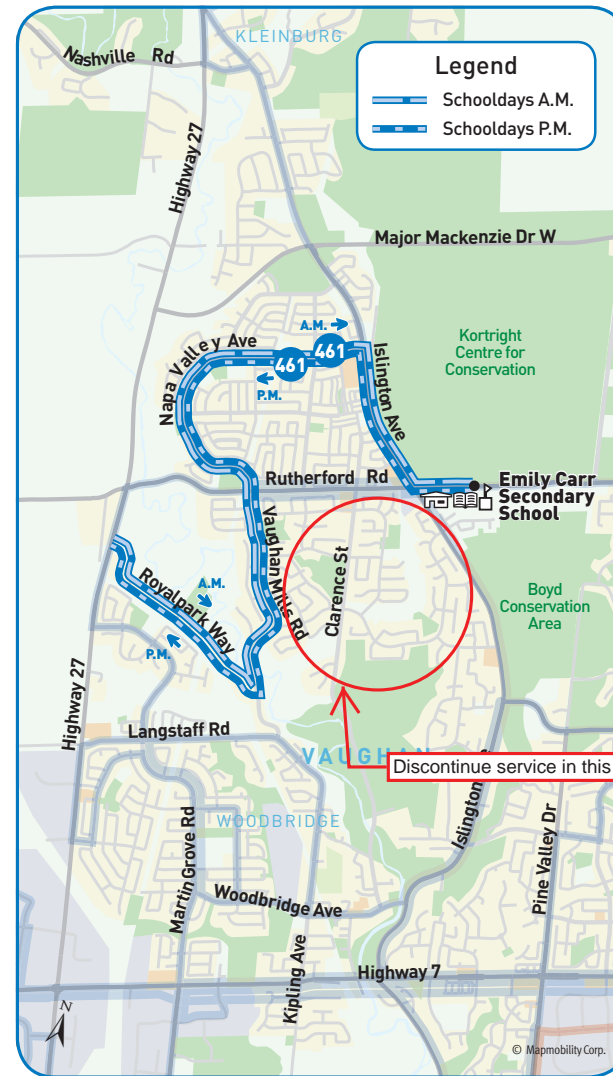 KLEINBURG
Nashville Rd
Legend
Schooldays A.M.
Schooldays P.M.
Highway 27
Major Mackenzie Dr W
Kortright
Centre for
Conservation
A.M.
461
461
P.M.
Napa Valley Ave
Islington Ave
Rutherford Rd
Emily Carr
Secondary
School
Vaughan Mills Rd
Clarence St
Boyd
Conservation
Area
A.M.
Royalpark Way
P.M.
Highway 27
Langstaff Rd
VAUGHAN
Discontinue service in this
Islington
WOODBRIDGE
Pine Valley Dr
Martin Grove Rd
Woodbridge Ave
Kipling Ave
Highway 7
N
© Mapmobility Corp.